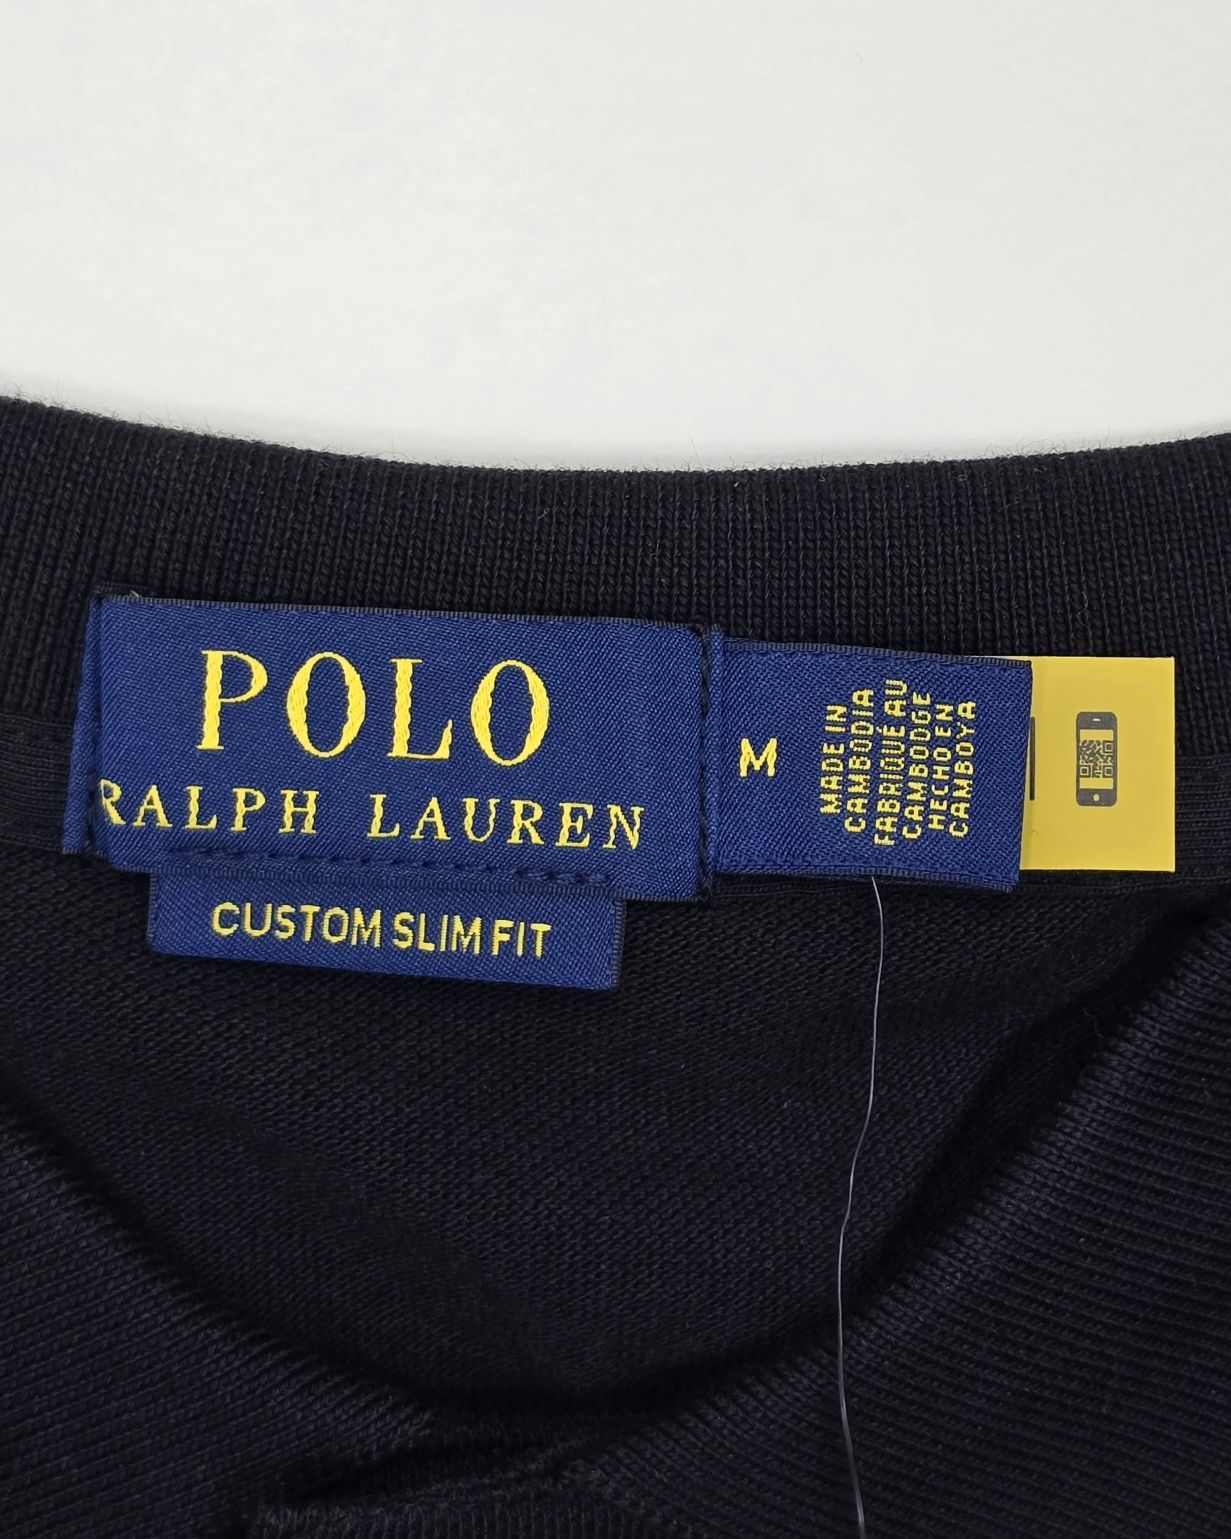 POLO
RALPH LAUREN
CUSTOM SLIM FIT
M
MADE IN
CAMBODIA
FABRIQUÉ AU
CAMBODGE
HECHO EN
CAMBOYA